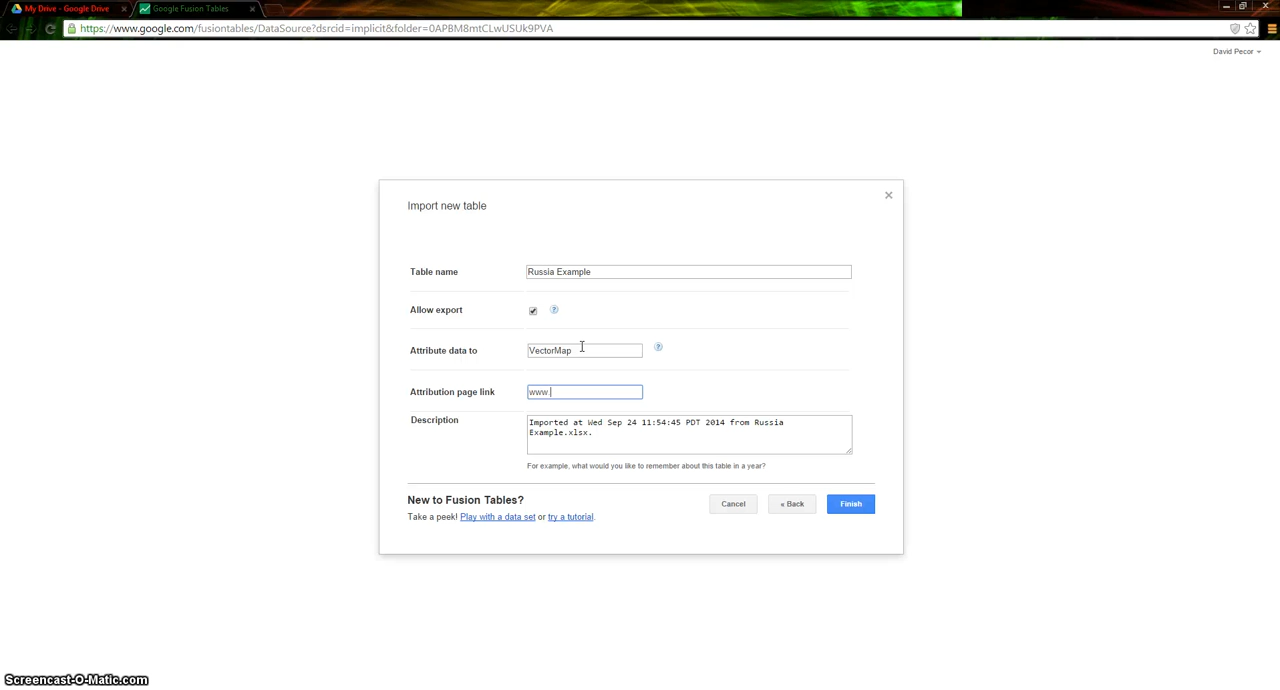 My Drive - Google Drive
Google Fusion Tables
https://www.google.com/fusiontables/DataSource?dsrcid=implicit&folder=0APBM8mtCLwUSUk9PVA
David Pecor
Import new table
Table name
Russia Example
Allow export
Attribute data to
VectorMap
Attribution page link
www.
Description
Imported at Wed Sep 24 11:54:45 PDT 2014 from Russia
Example.xlsx.
For example, what would you like to remember about this table in a year?
New to Fusion Tables?
Take a peek! Play with a data set or try a tutorial.
Cancel
« Back
Finish
Screencast-O-Matic.com